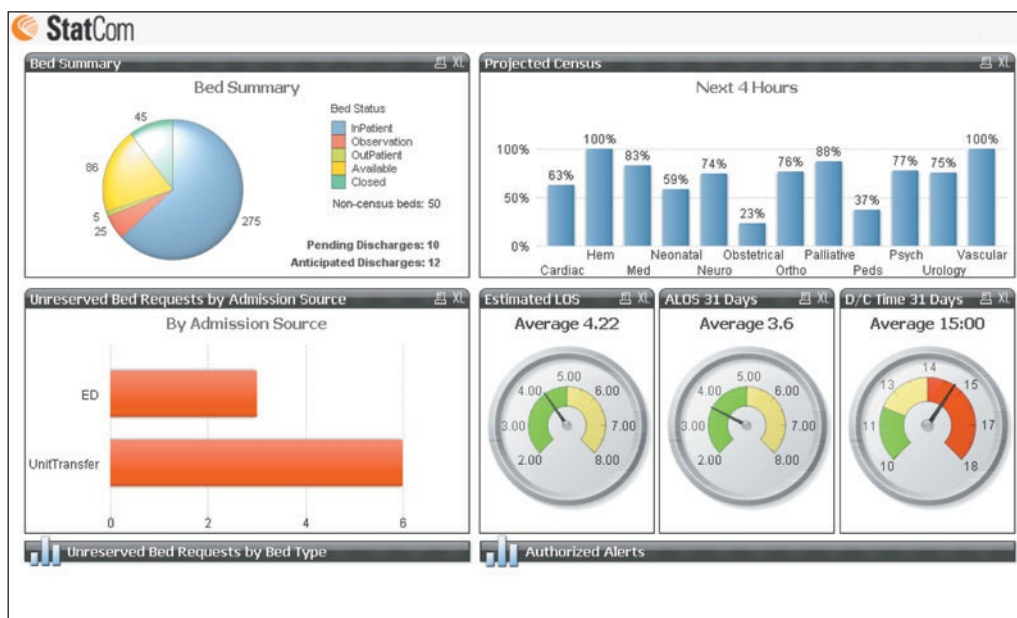 StatCom
Bed Summary XL
Bed Summary
45
86
5
25
275
Bed Status
InPatient
Observation
OutPatient
Available
Closed
Non-census beds: 50
Pending Discharges: 10
Anticipated Discharges: 12
Projected Census XL
Next 4 Hours
100%
50%
0%
63% 100% 83% 59% 74% 23% 76% 88% 37% 77% 75% 100%
Hem Neonatal Obstetrical Palliative Psych Vascular
Cardiac Med Neuro Ortho Peds Urology
Unreserved Bed Requests by Admission Source XL
By Admission Source
ED
UnitTransfer
0 2 4 6
Estimated LOS XL
Average 4.22
2.00 3.00 4.00 5.00 6.00 7.00 8.00
ALOS 31 Days XL
Average 3.6
2.00 3.00 4.00 5.00 6.00 7.00 8.00
D/C Time 31 Days XL
Average 15:00
10 11 13 14 15 17 18
Unreserved Bed Requests by Bed Type
Authorized Alerts